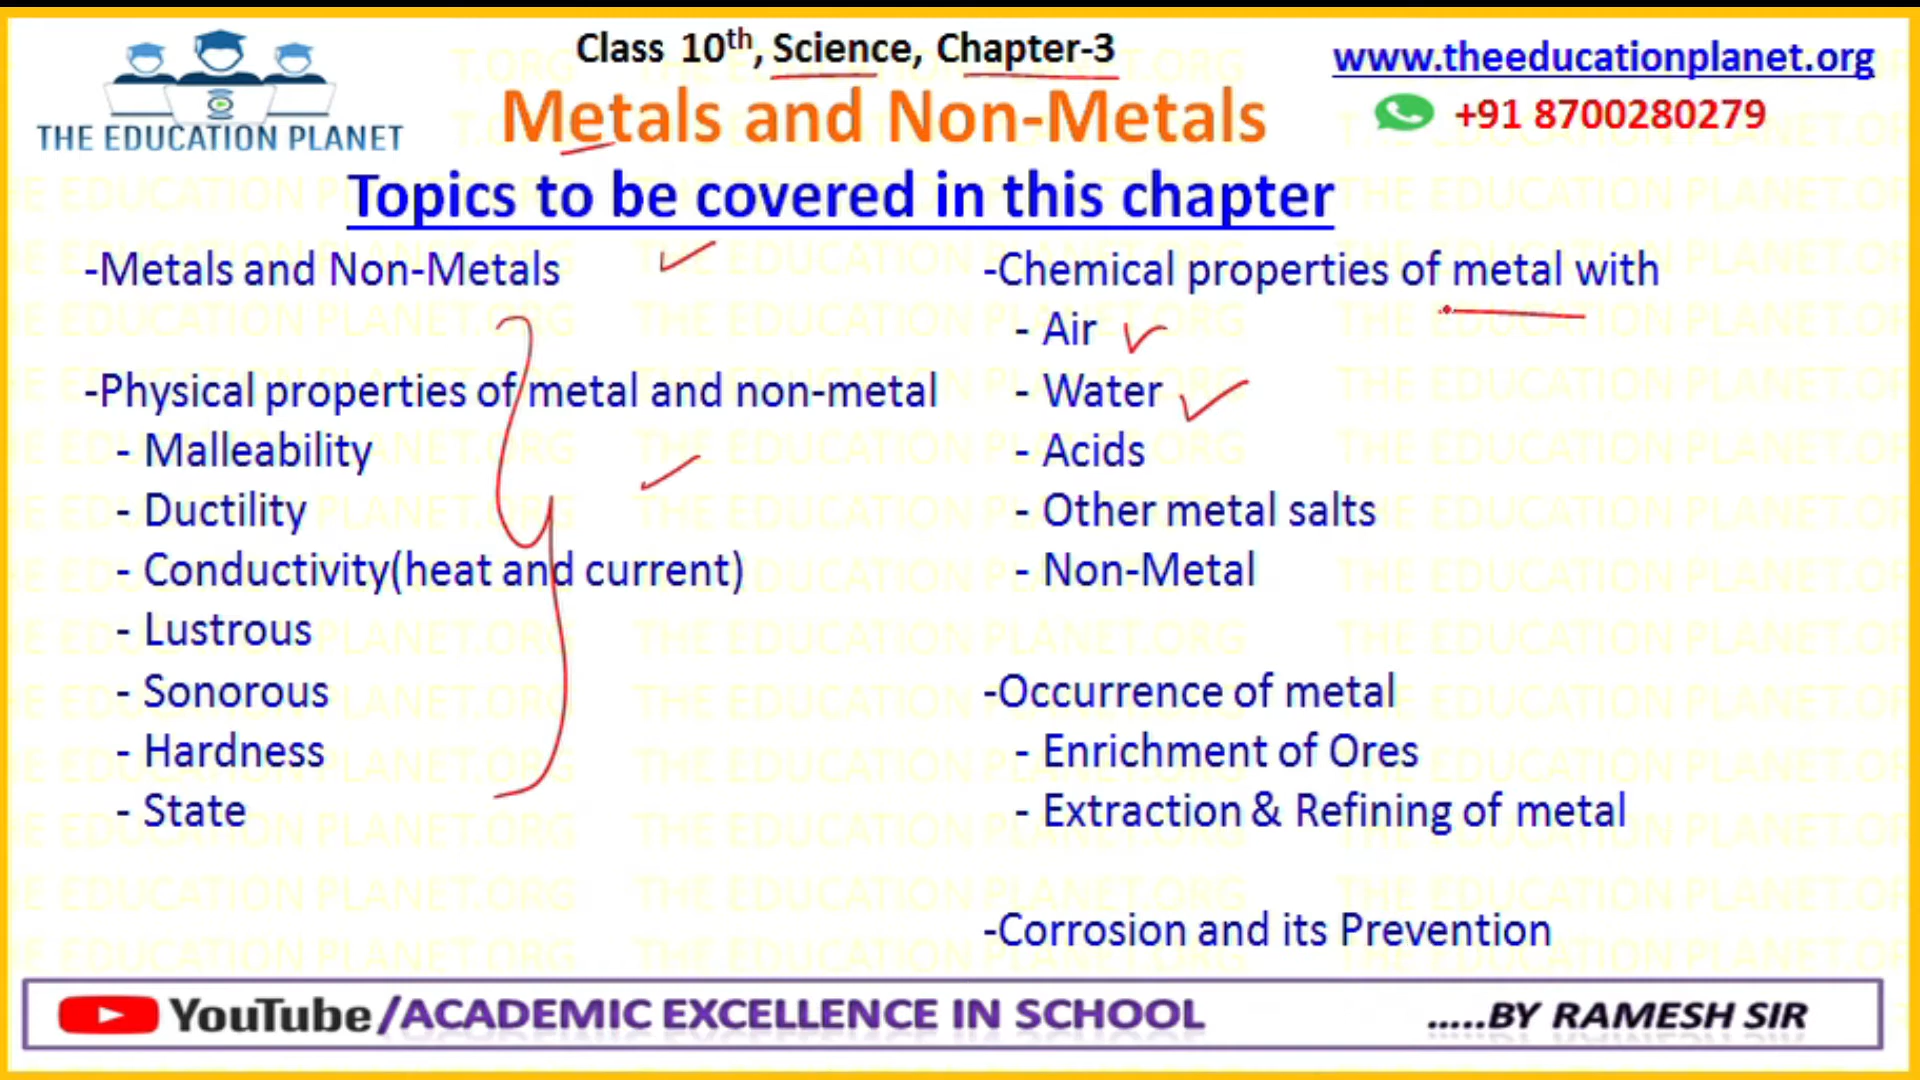 THE EDUCATION PLANET
Class 10th, Science, Chapter-3
Metals and Non-Metals
www.theeducationplanet.org
+91 8700280279
Topics to be covered in this chapter
-Metals and Non-Metals
-Physical properties of metal and non-metal
- Malleability
- Ductility
- Conductivity(heat and current)
- Lustrous
- Sonorous
- Hardness
- State
-Chemical properties of metal with
- Air
- Water
- Acids
- Other metal salts
- Non-Metal
-Occurrence of metal
- Enrichment of Ores
- Extraction & Refining of metal
-Corrosion and its Prevention
YouTube/ACADEMIC EXCELLENCE IN SCHOOL
.....BY RAMESH SIR